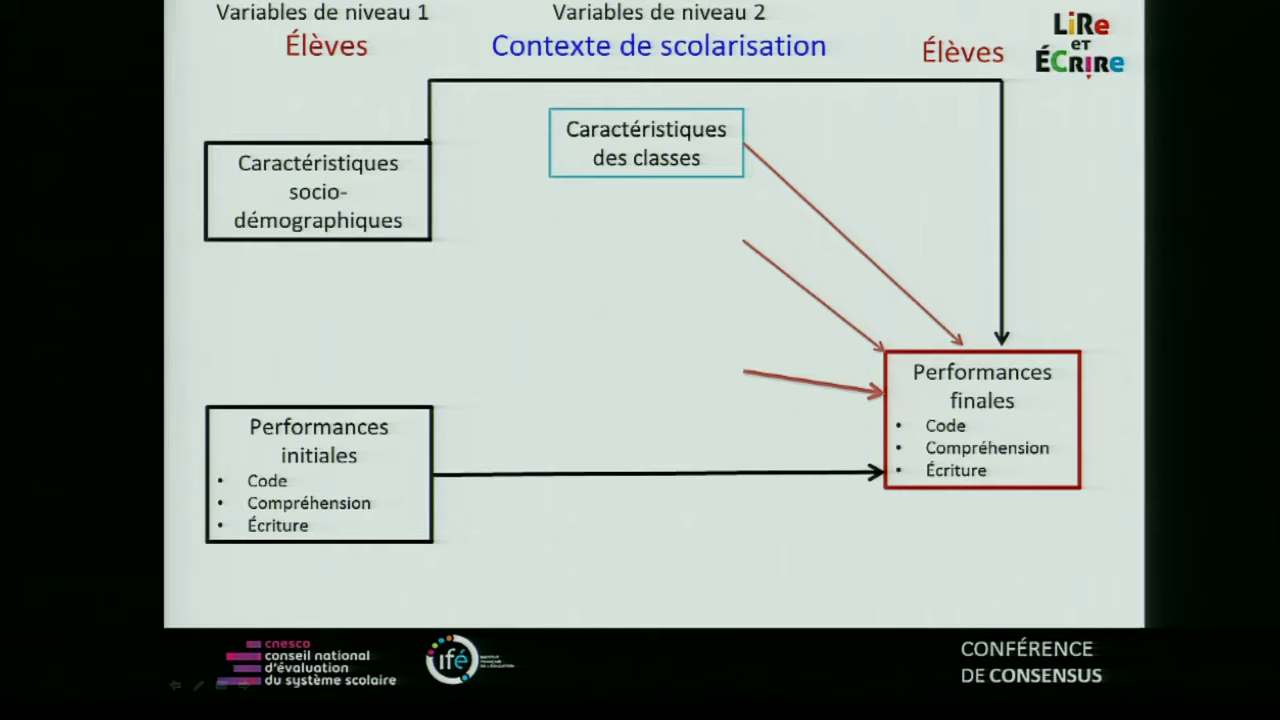 Variables de niveau 1
Élèves
Variables de niveau 2
Contexte de scolarisation
Élèves
LiRe
ET
ÉCRIRE
Caractéristiques
socio-
démographiques
Caractéristiques
des classes
Performances
initiales
• Code
• Compréhension
• Écriture
Performances
finales
• Code
• Compréhension
• Écriture
cnesco
conseil national
d'évaluation
du système scolaire
ifé
CONFÉRENCE
DE CONSENSUS